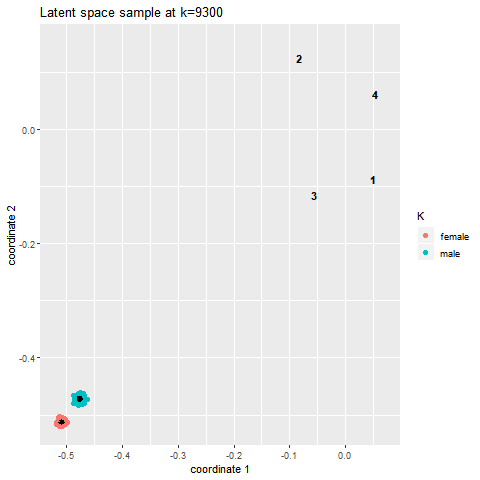 Latent space sample at k=9300
2
4
0.0
1
3
-0.2
-0.4
coordinate 2
-0.5
-0.4
-0.3
-0.2
-0.1
0.0
coordinate 1
K
female
male